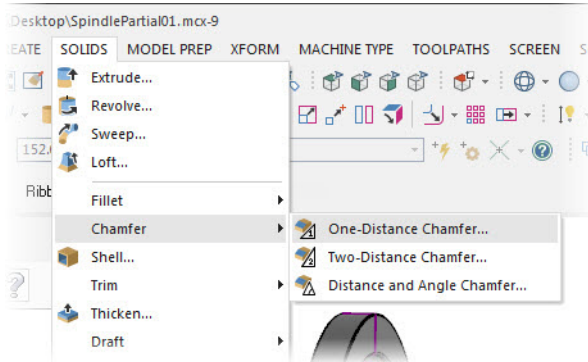 Desktop\SpindlePartial01.mcx-9
EATE SOLIDS MODEL PREP XFORM MACHINE TYPE TOOLPATHS SCREEN S
Extrude...
Revolve...
Sweep...
152.
Loft...
Ribb
Fillet
Chamfer
One-Distance Chamfer...
Shell...
Two-Distance Chamfer...
Trim
Distance and Angle Chamfer...
Thicken...
Draft